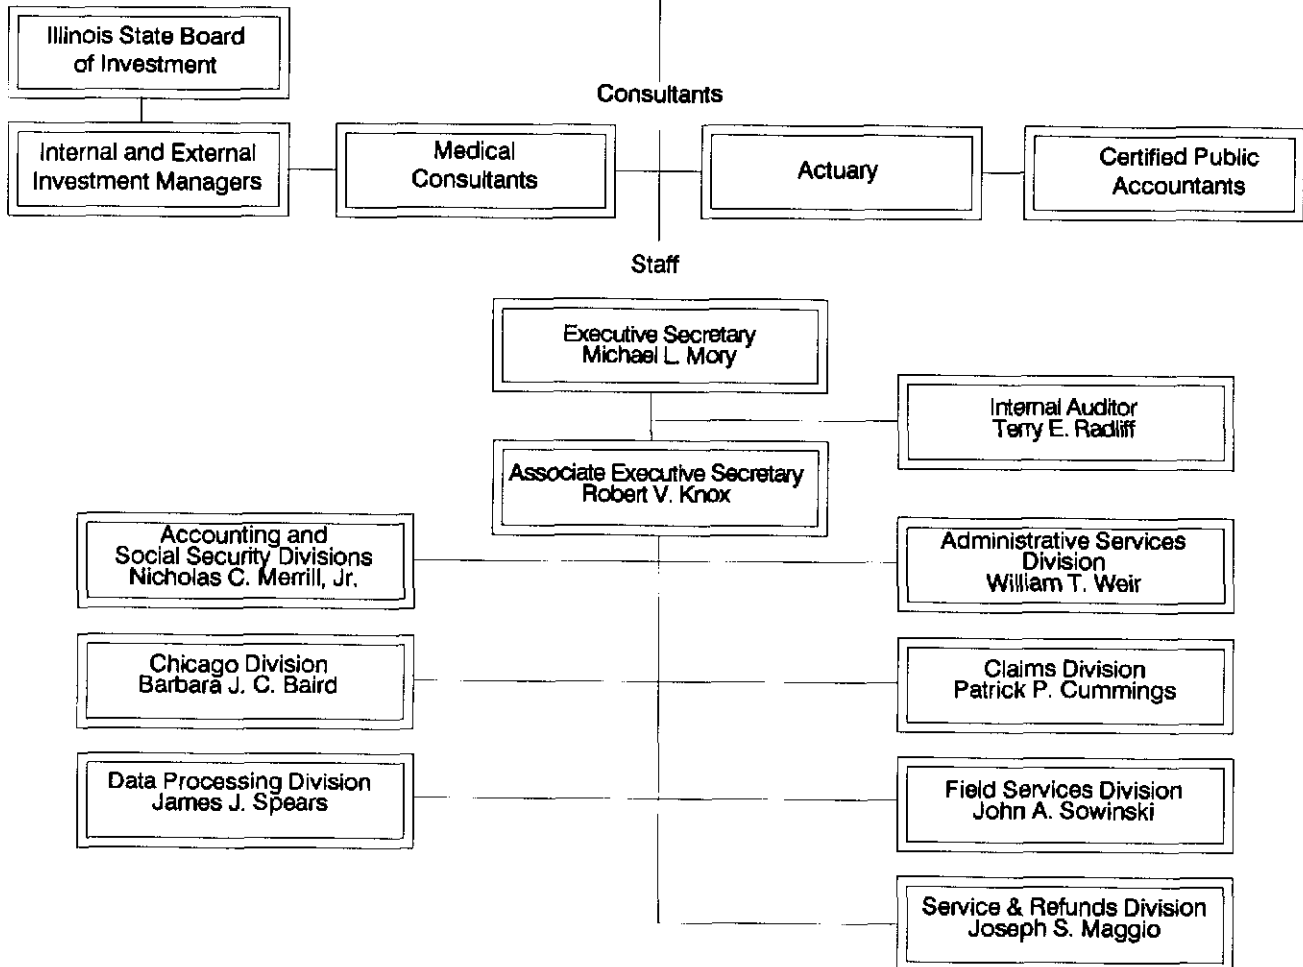 Illinois State Board
of Investment
Consultants
Internal and External
Investment Managers
Medical
Consultants
Actuary
Certified Public
Accountants
Staff
Executive Secretary
Michael L. Mory
Internal Auditor
Terry E. Radliff
Associate Executive Secretary
Robert V. Knox
Accounting and
Social Security Divisions
Nicholas C. Merrill, Jr.
Administrative Services
Division
William T. Weir
Chicago Division
Barbara J. C. Baird
Claims Division
Patrick P. Cummings
Data Processing Division
James J. Spears
Field Services Division
John A. Sowinski
Service & Refunds Division
Joseph S. Maggio